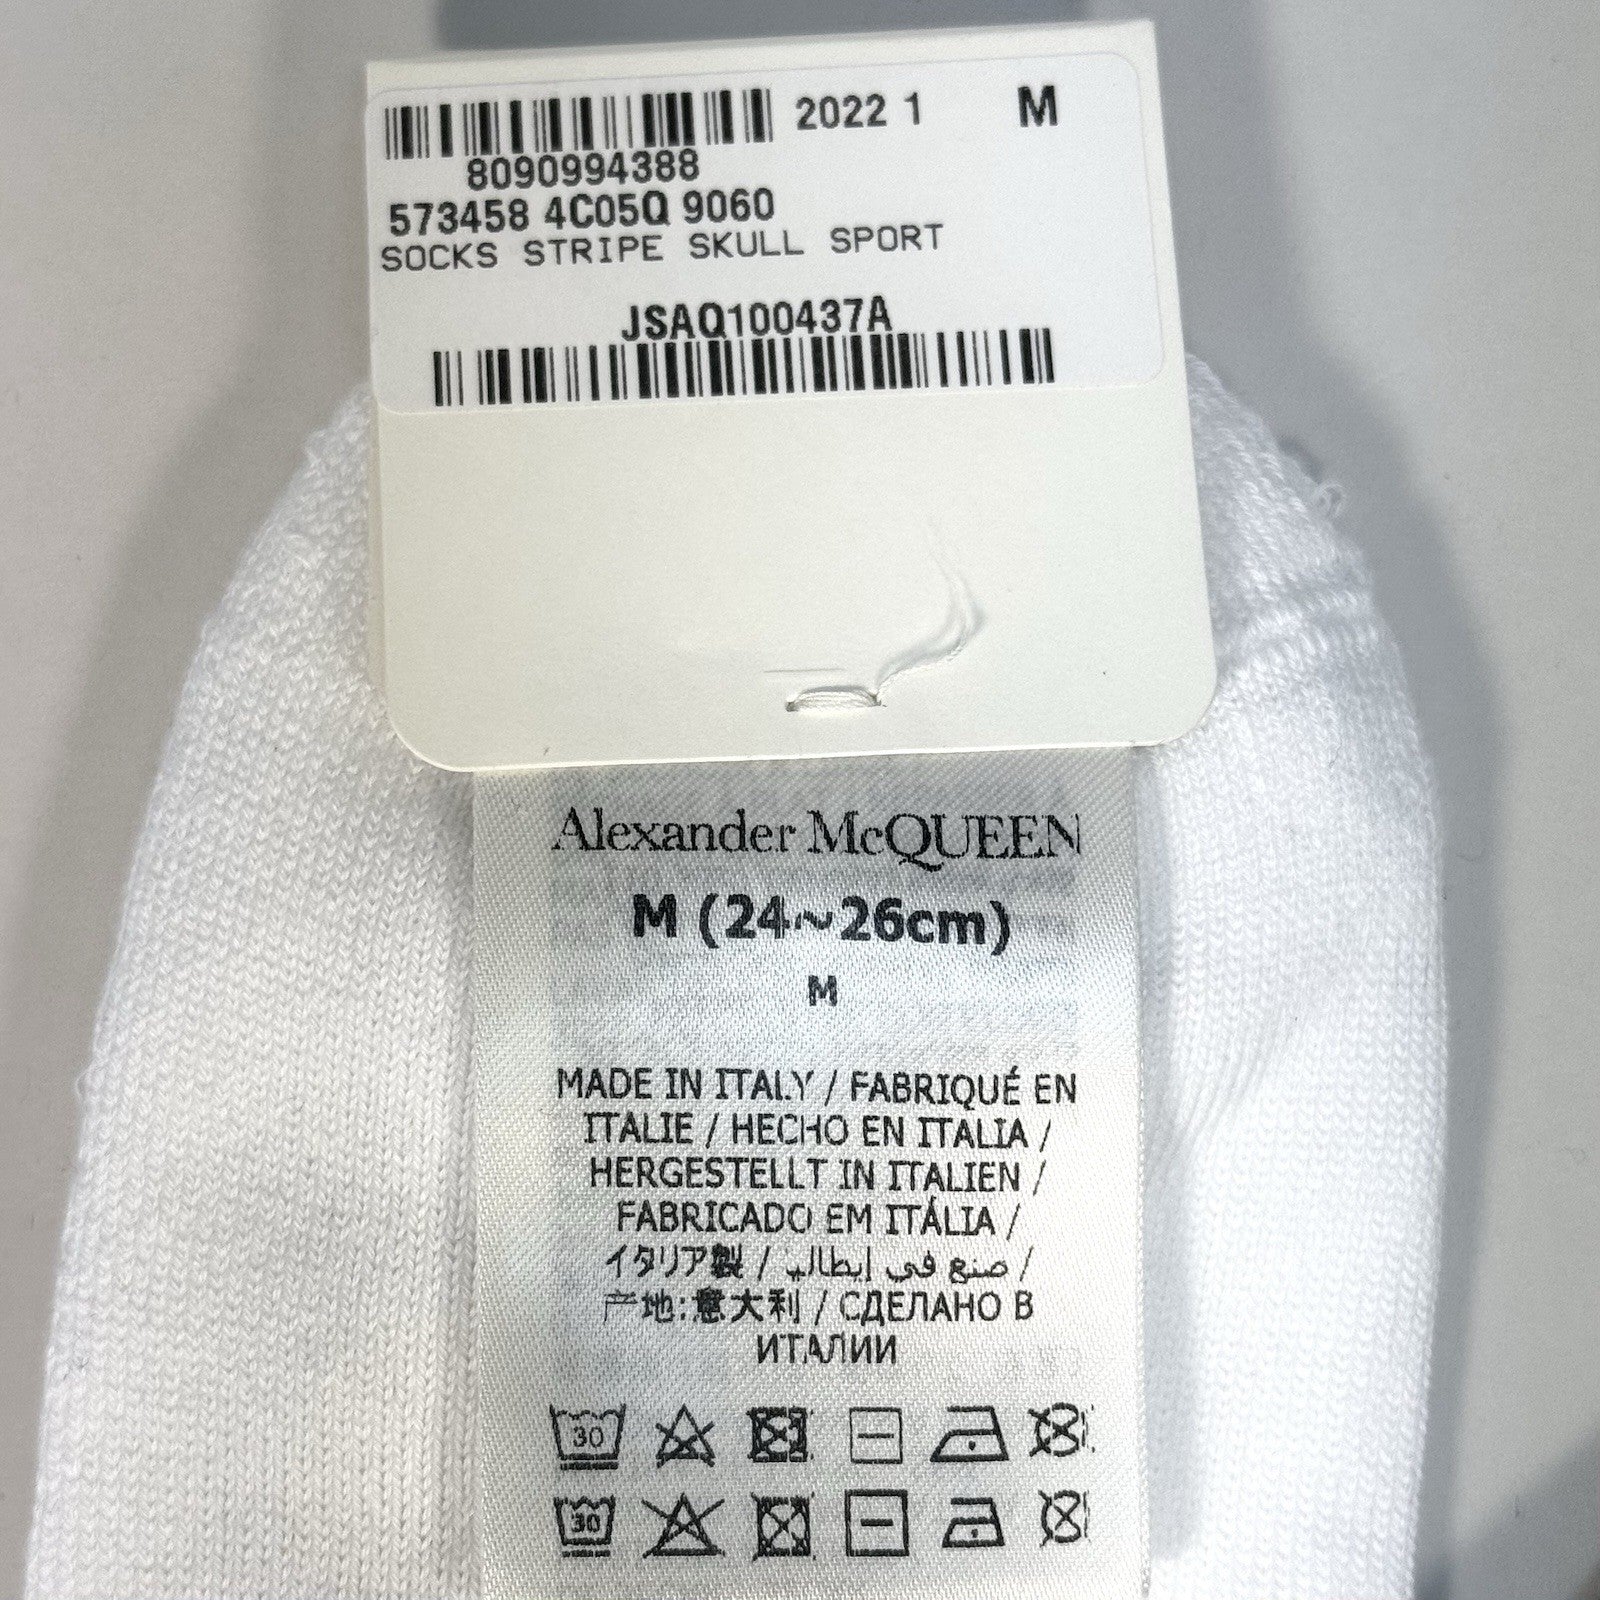 2022 1 M
8090994388
573458 4C05Q 9060
SOCKS STRIPE SKULL SPORT
JSAQ100437A
Alexander McQUEEN
M (24~26cm)
M
MADE IN ITALY / FABRIQUÉ EN
ITALIE / HECHO EN ITALIA /
HERGESTELLT IN ITALIEN /
FABRICADO EM ITÁLIA /
イタリア製 / صنع في إيطاليا /
产地:意大利 / СДЕЛАНО В
ИТАЛИИ
30
30